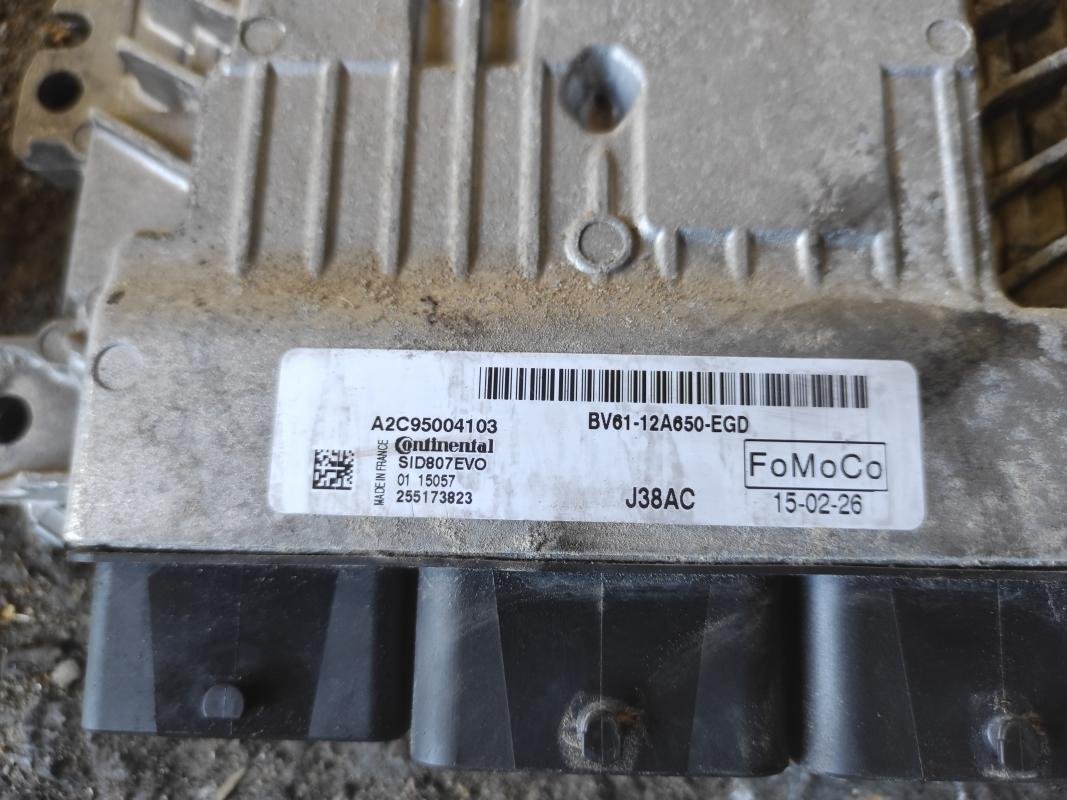 A2C95004103
BV61-12A650-EGD
MADE IN FRANCE
Continental
SID807EVO
01 15057
255173823
J38AC
FoMoCo
15-02-26